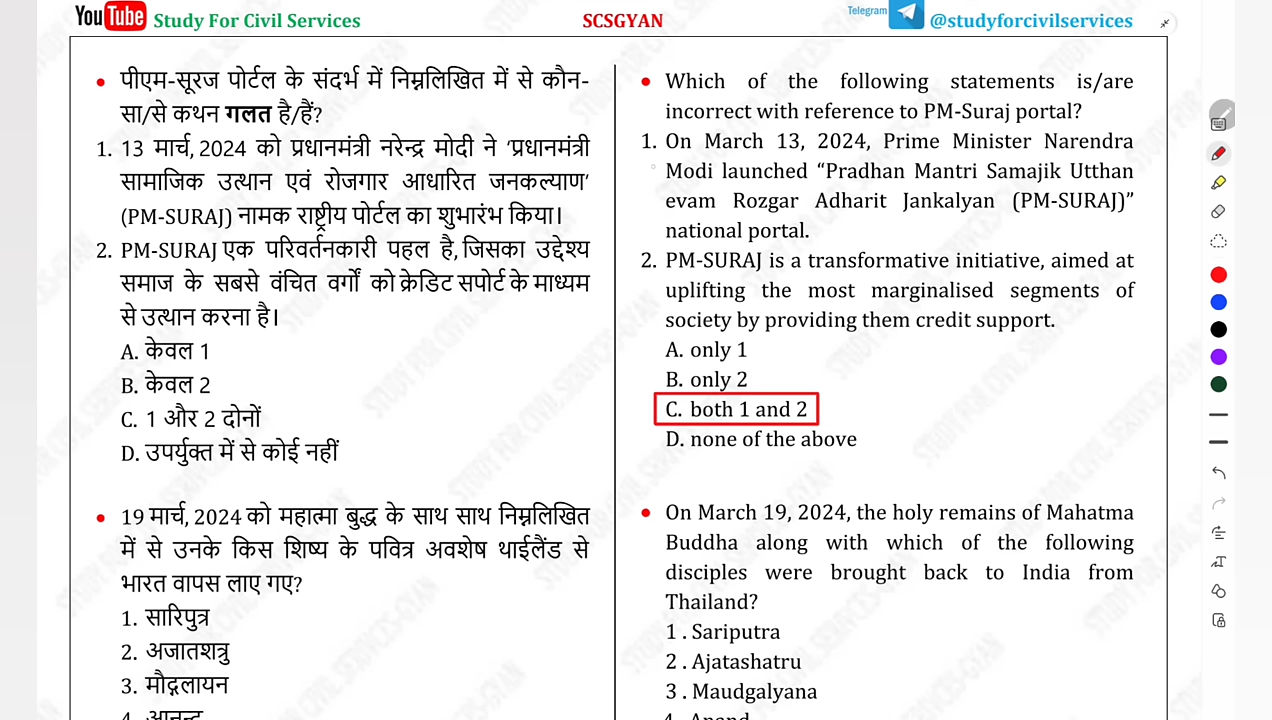 YouTube Study For Civil Services
SCSGYAN
Telegram
@studyforcivilservices
• पीएम-सूरज पोर्टल के संदर्भ में निम्नलिखित में से कौन-
सा/से कथन गलत है/हैं?
1. 13 मार्च, 2024 को प्रधानमंत्री नरेन्द्र मोदी ने ‘प्रधानमंत्री
सामाजिक उत्थान एवं रोजगार आधारित जनकल्याण’
(PM-SURAJ) नामक राष्ट्रीय पोर्टल का शुभारंभ किया।
2. PM-SURAJ एक परिवर्तनकारी पहल है, जिसका उद्देश्य
समाज के सबसे वंचित वर्गों को क्रेडिट सपोर्ट के माध्यम
से उत्थान करना है।
A. केवल 1
B. केवल 2
C. 1 और 2 दोनों
D. उपर्युक्त में से कोई नहीं
• 19 मार्च, 2024 को महात्मा बुद्ध के साथ साथ निम्नलिखित
में से उनके किस शिष्य के पवित्र अवशेष थाईलैंड से
भारत वापस लाए गए?
1. सारिपुत्र
2. अजातशत्रु
3. मौद्गलायन
4. आनन्द
• Which of the following statements is/are
incorrect with reference to PM-Suraj portal?
1. On March 13, 2024, Prime Minister Narendra
Modi launched “Pradhan Mantri Samajik Utthan
evam Rozgar Adharit Jankalyan (PM-SURAJ)”
national portal.
2. PM-SURAJ is a transformative initiative, aimed at
uplifting the most marginalised segments of
society by providing them credit support.
A. only 1
B. only 2
C. both 1 and 2
D. none of the above
• On March 19, 2024, the holy remains of Mahatma
Buddha along with which of the following
disciples were brought back to India from
Thailand?
1 . Sariputra
2 . Ajatashatru
3 . Maudgalyana
4. Anand